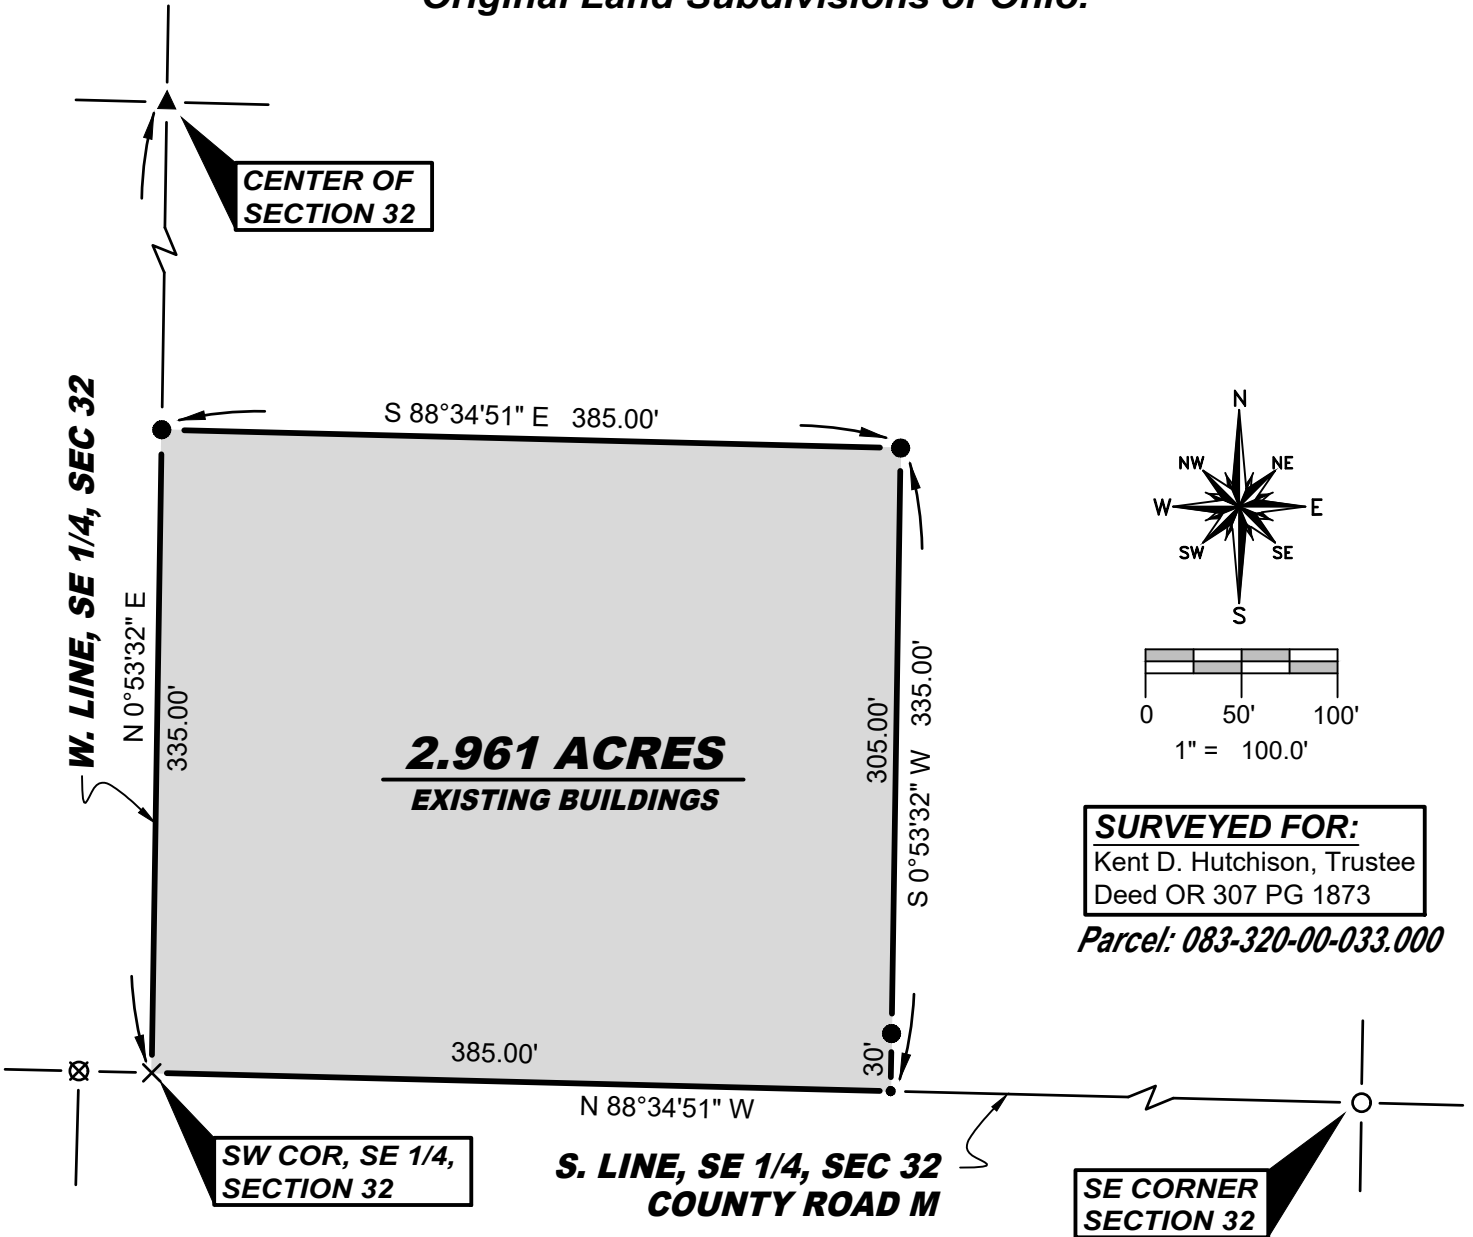 Original Land Subdivisions of Ohio.
CENTER OF
SECTION 32
W. LINE, SE 1/4, SEC 32
S 88°34'51" E 385.00'
N 0°53'32" E
335.00'
2.961 ACRES
EXISTING BUILDINGS
305.00'
S 0°53'32" W 335.00'
30'
385.00'
N 88°34'51" W
N
NW
NE
W
E
SW
SE
S
0 50' 100'
1" = 100.0'
SURVEYED FOR:
Kent D. Hutchison, Trustee
Deed OR 307 PG 1873
Parcel: 083-320-00-033.000
SW COR, SE 1/4,
SECTION 32
S. LINE, SE 1/4, SEC 32
COUNTY ROAD M
SE CORNER
SECTION 32